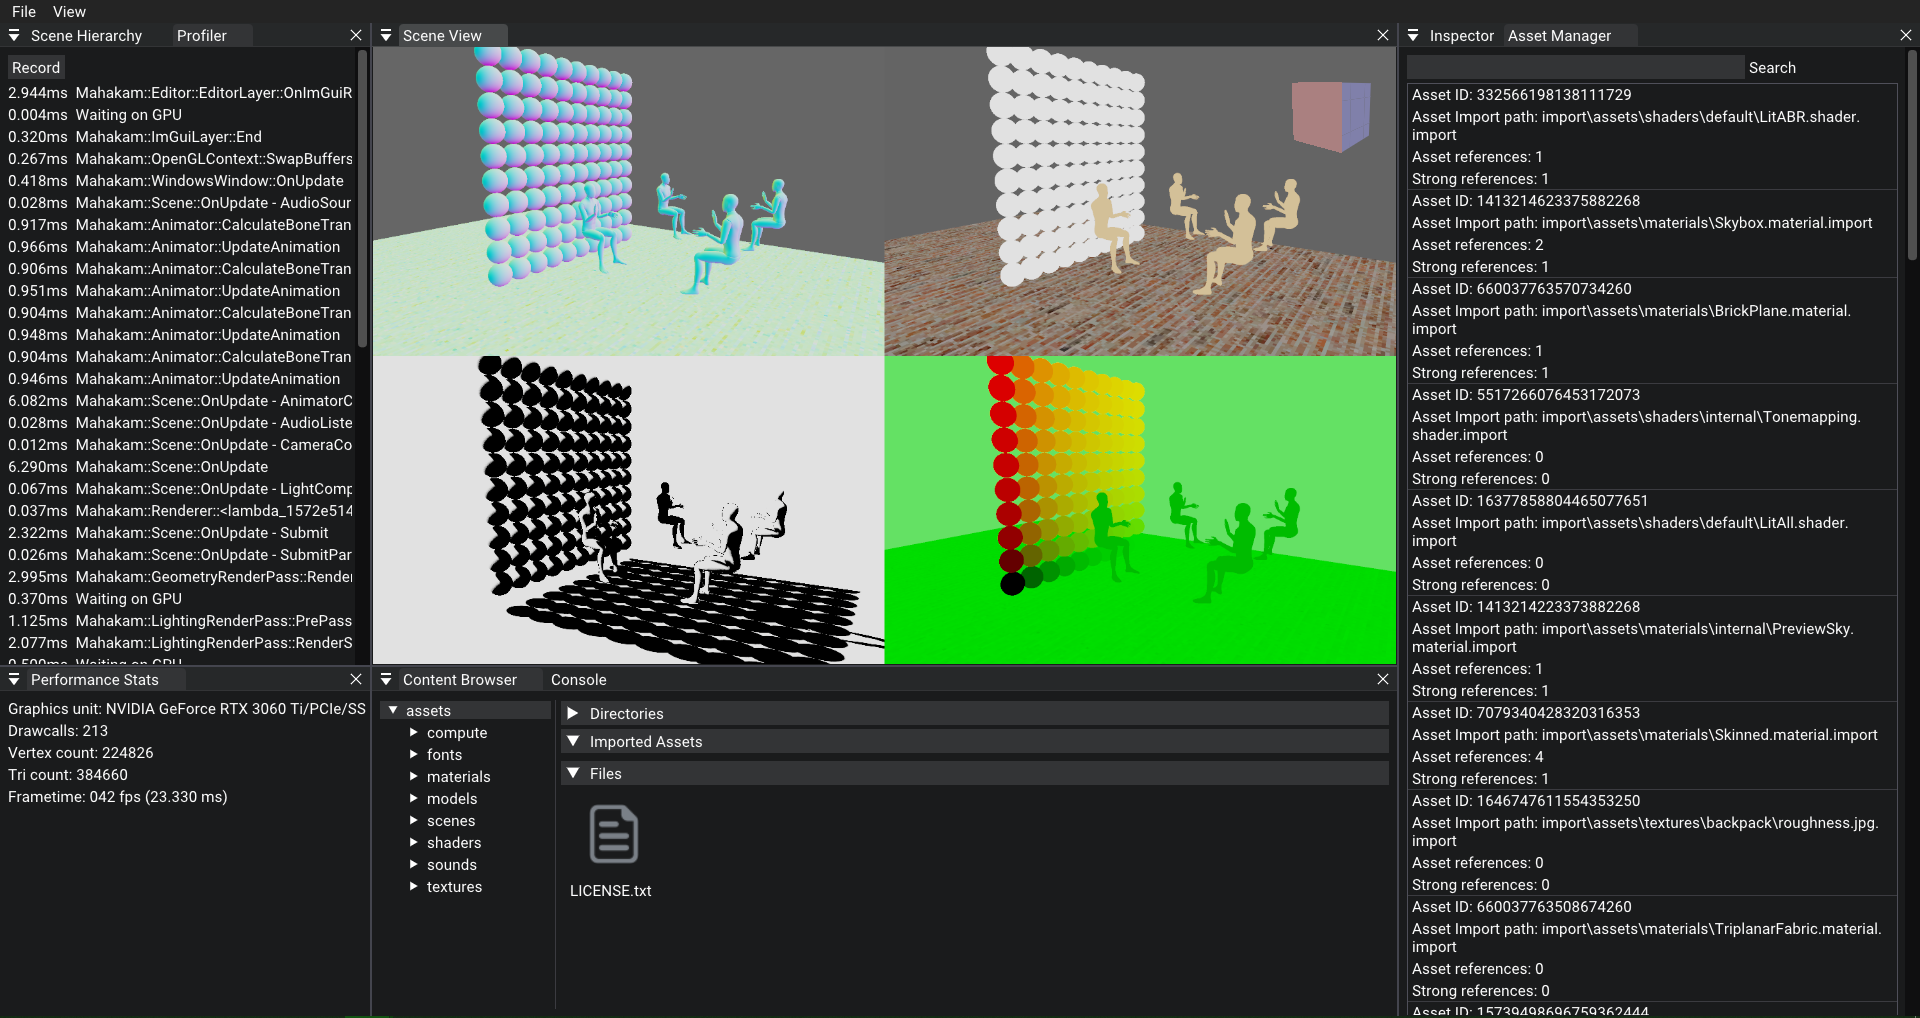 File View
Scene Hierarchy Profiler
Record
2.944ms Mahakam::Editor::EditorLayer::OnImGuiR
0.004ms Waiting on GPU
0.320ms Mahakam::ImGuiLayer::End
0.267ms Mahakam::OpenGLContext::SwapBuffers
0.418ms Mahakam::WindowsWindow::OnUpdate
0.028ms Mahakam::Scene::OnUpdate - AudioSour
0.917ms Mahakam::Animator::CalculateBoneTran
0.966ms Mahakam::Animator::UpdateAnimation
0.906ms Mahakam::Animator::CalculateBoneTran
0.951ms Mahakam::Animator::UpdateAnimation
0.904ms Mahakam::Animator::CalculateBoneTran
0.948ms Mahakam::Animator::UpdateAnimation
0.904ms Mahakam::Animator::CalculateBoneTran
0.946ms Mahakam::Animator::UpdateAnimation
6.082ms Mahakam::Scene::OnUpdate - AnimatorC
0.028ms Mahakam::Scene::OnUpdate - AudioListe
0.012ms Mahakam::Scene::OnUpdate - CameraCo
6.290ms Mahakam::Scene::OnUpdate
0.067ms Mahakam::Scene::OnUpdate - LightComp
0.037ms Mahakam::Renderer::<lambda_1572e514
2.322ms Mahakam::Scene::OnUpdate - Submit
0.026ms Mahakam::Scene::OnUpdate - SubmitPar
2.995ms Mahakam::GeometryRenderPass::Render
0.370ms Waiting on GPU
1.125ms Mahakam::LightingRenderPass::PrePass
2.077ms Mahakam::LightingRenderPass::RenderS
0.500ms Waiting on GPU
Performance Stats
Graphics unit: NVIDIA GeForce RTX 3060 Ti/PCIe/SS
Drawcalls: 213
Vertex count: 224826
Tri count: 384660
Frametime: 042 fps (23.330 ms)
Scene View
Content Browser Console
assets
compute
fonts
materials
models
scenes
shaders
sounds
textures
Directories
Imported Assets
Files
LICENSE.txt
Inspector Asset Manager
Search
Asset ID: 332566198138111729
Asset Import path: import\assets\shaders\default\LitABR.shader.
import
Asset references: 1
Strong references: 1
Asset ID: 1413214623375882268
Asset Import path: import\assets\materials\Skybox.material.import
Asset references: 2
Strong references: 1
Asset ID: 660037763570734260
Asset Import path: import\assets\materials\BrickPlane.material.
import
Asset references: 1
Strong references: 1
Asset ID: 5517266076453172073
Asset Import path: import\assets\shaders\internal\Tonemapping.
shader.import
Asset references: 0
Strong references: 0
Asset ID: 16377858804465077651
Asset Import path: import\assets\shaders\default\LitAll.shader.
import
Asset references: 0
Strong references: 0
Asset ID: 1413214223373882268
Asset Import path: import\assets\materials\internal\PreviewSky.
material.import
Asset references: 1
Strong references: 1
Asset ID: 7079340428320316353
Asset Import path: import\assets\materials\Skinned.material.import
Asset references: 4
Strong references: 1
Asset ID: 1646747611554353250
Asset Import path: import\assets\textures\backpack\roughness.jpg.
import
Asset references: 0
Strong references: 0
Asset ID: 660037763508674260
Asset Import path: import\assets\materials\TriplanarFabric.material.
import
Asset references: 0
Strong references: 0
Asset ID: 15739498696759362444